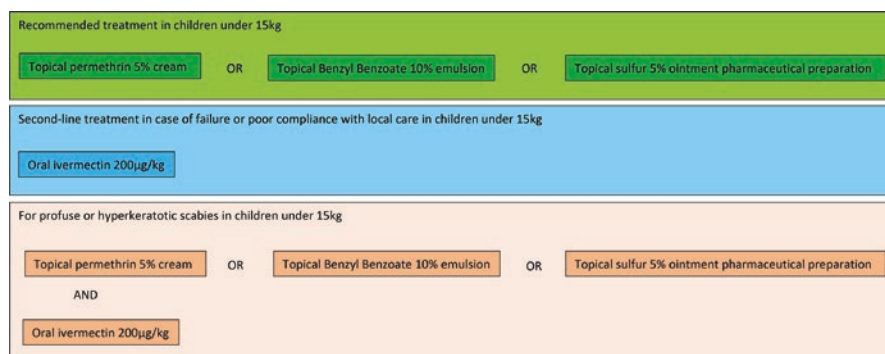 Recommended treatment in children under 15kg
Topical permethrin 5% cream OR Topical Benzyl Benzoate 10% emulsion OR Topical sulfur 5% ointment pharmaceutical preparation
Second-line treatment in case of failure or poor compliance with local care in children under 15kg
Oral ivermectin 200µg/kg
For profuse or hyperkeratotic scabies in children under 15kg
Topical permethrin 5% cream OR Topical Benzyl Benzoate 10% emulsion OR Topical sulfur 5% ointment pharmaceutical preparation
AND
Oral ivermectin 200µg/kg